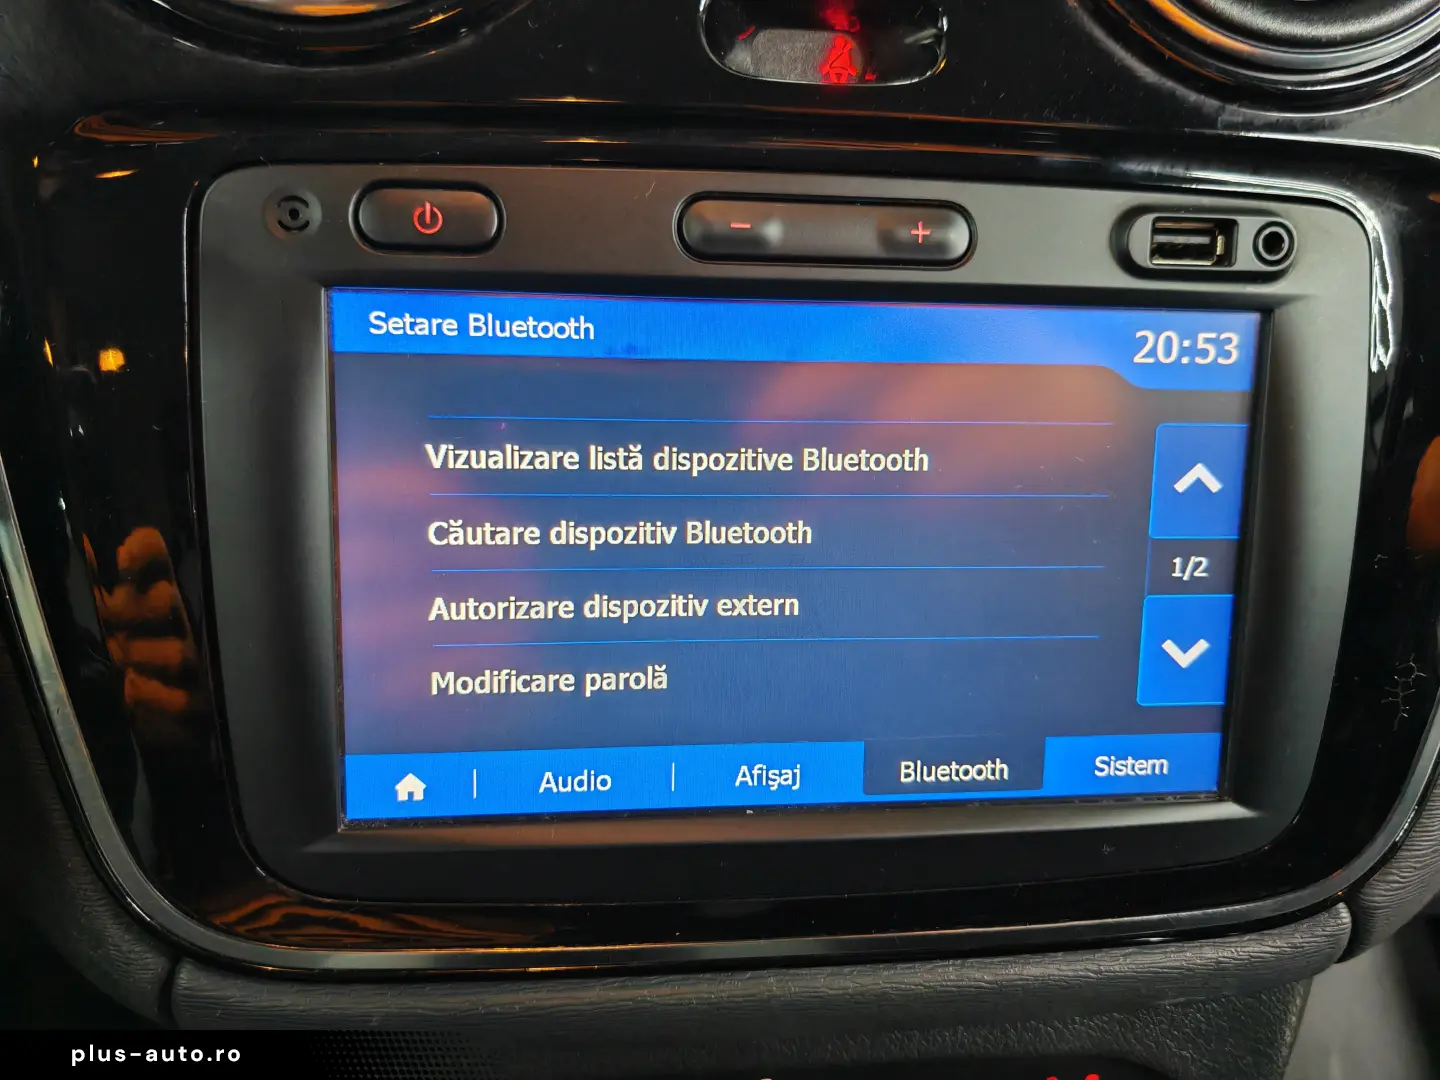 Setare Bluetooth
20:53
Vizualizare listă dispozitive Bluetooth
Căutare dispozitiv Bluetooth
1/2
Autorizare dispozitiv extern
Modificare parolă
Audio
Afişaj
Bluetooth
Sistem
plus-auto.ro